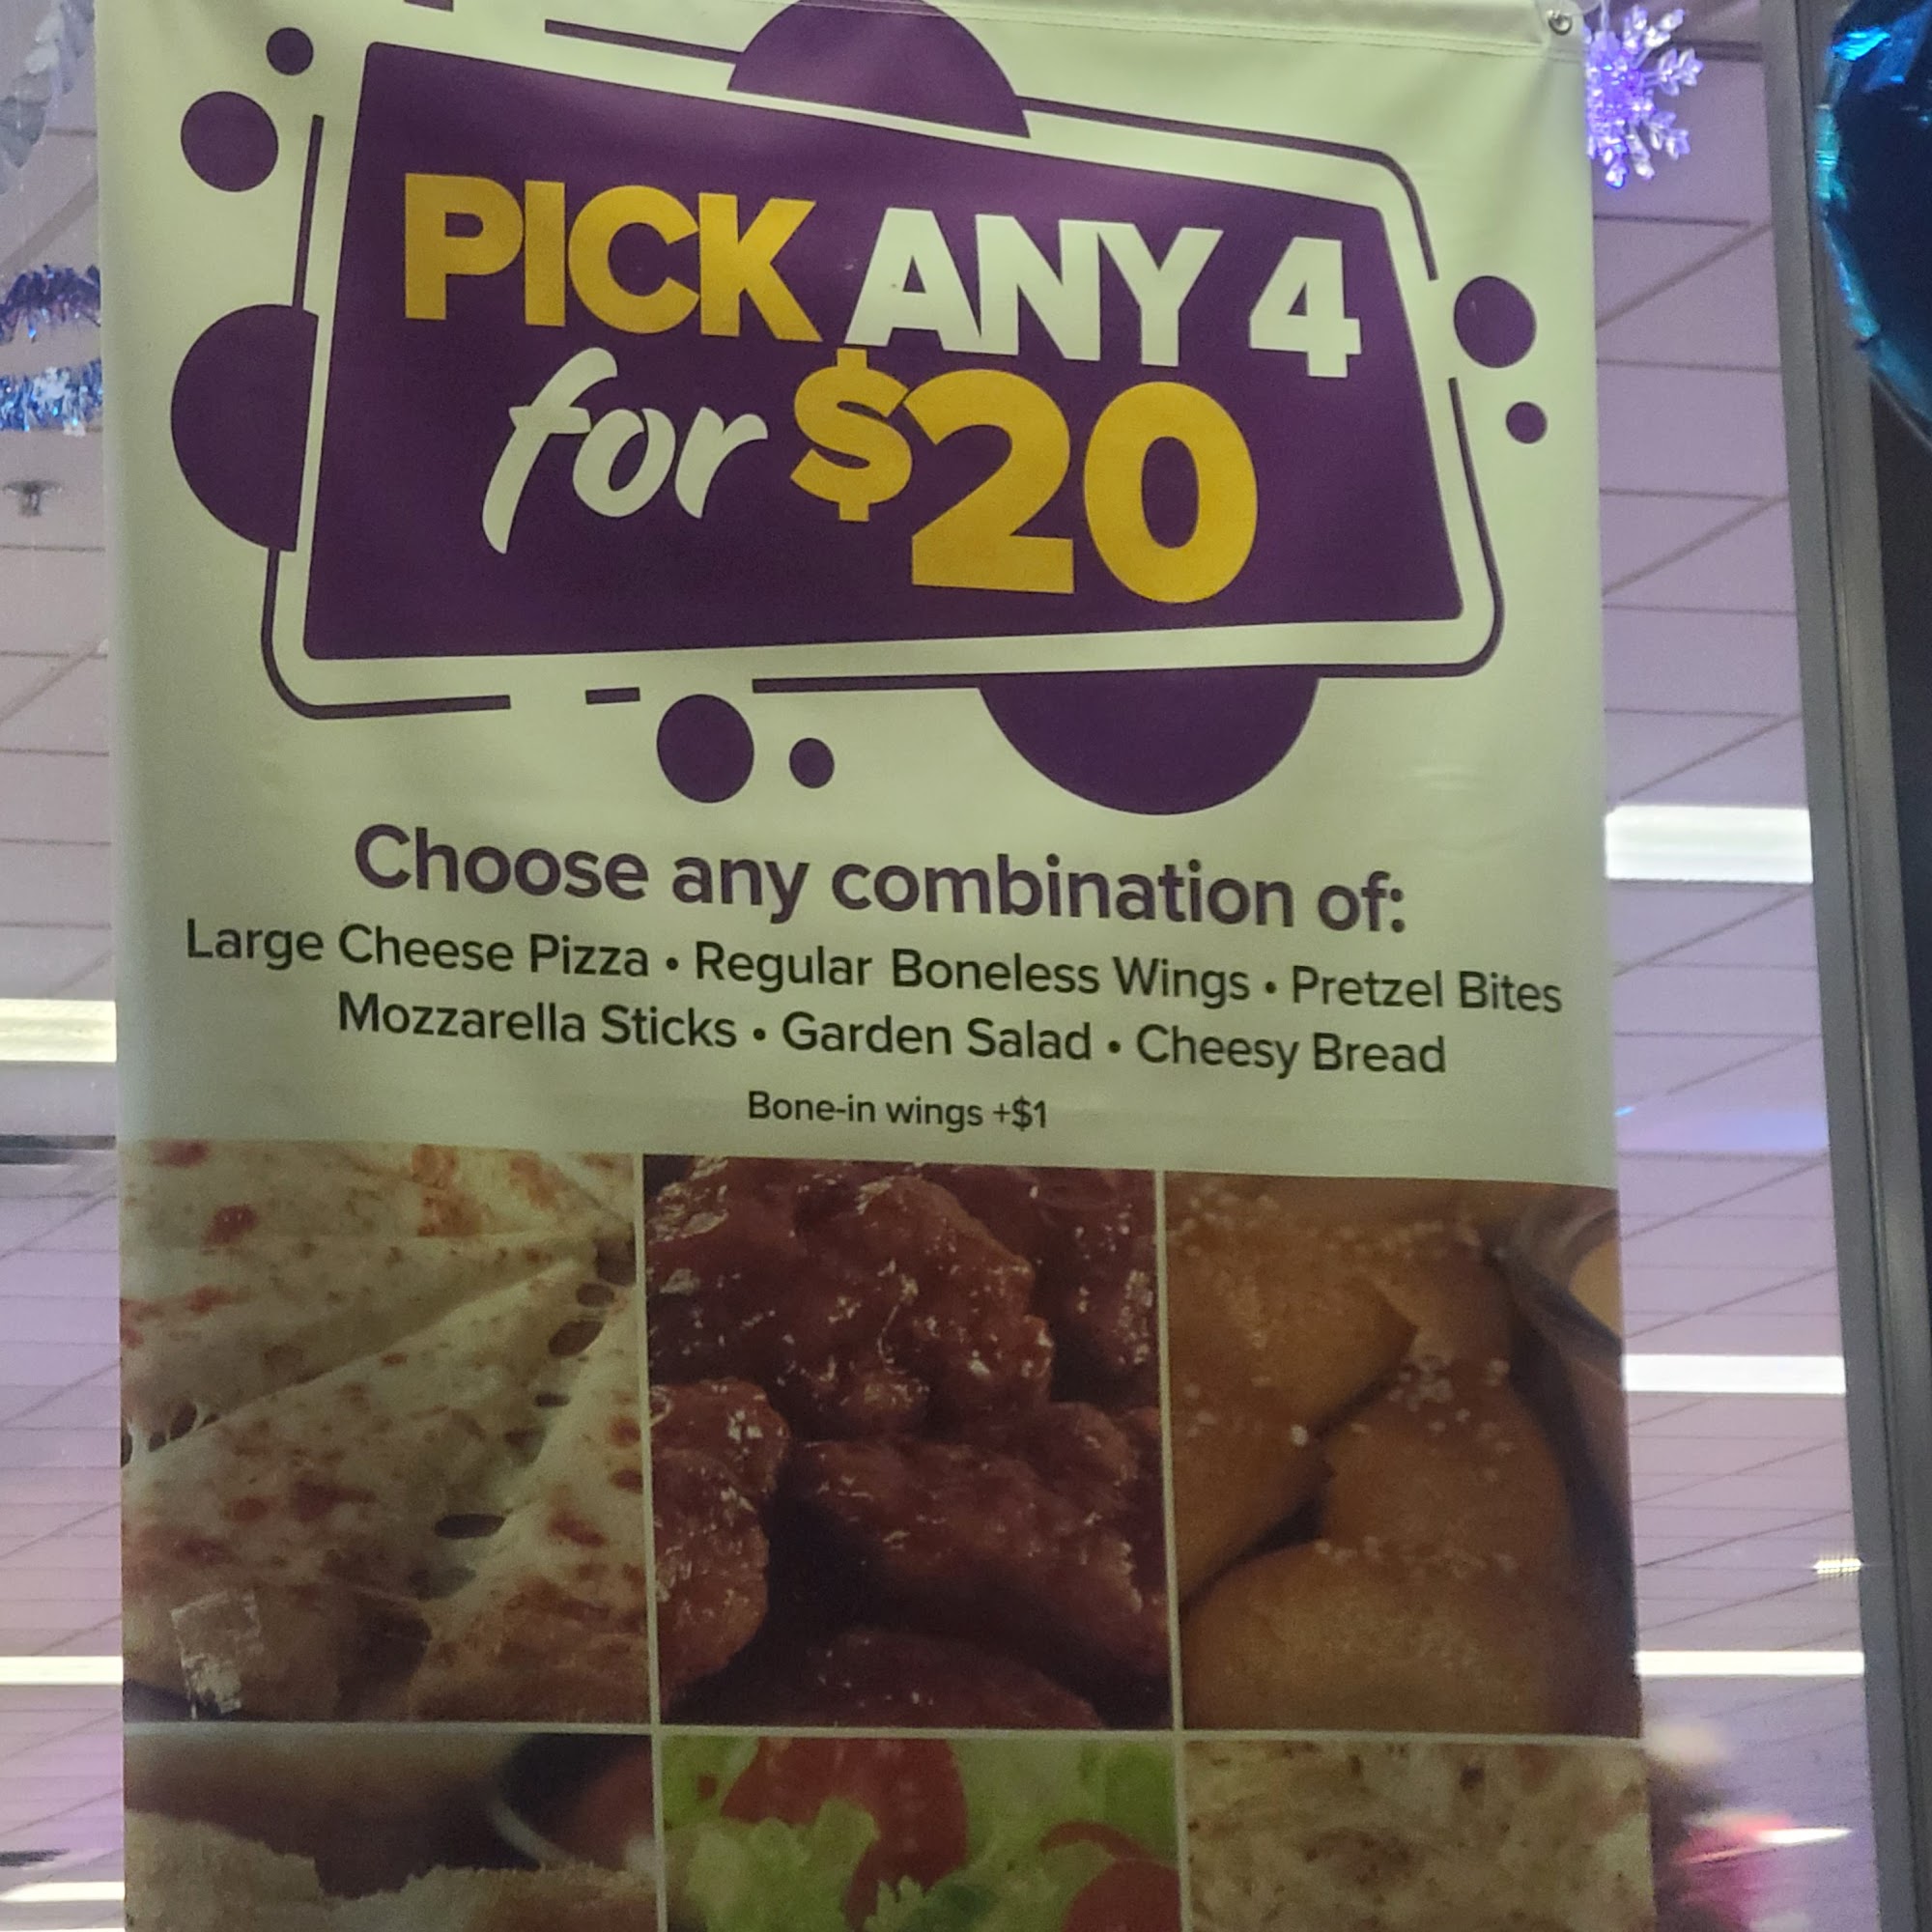 PICK ANY 4
for $20
Choose any combination of:
Large Cheese Pizza • Regular Boneless Wings • Pretzel Bites
Mozzarella Sticks • Garden Salad • Cheesy Bread
Bone-in wings +$1